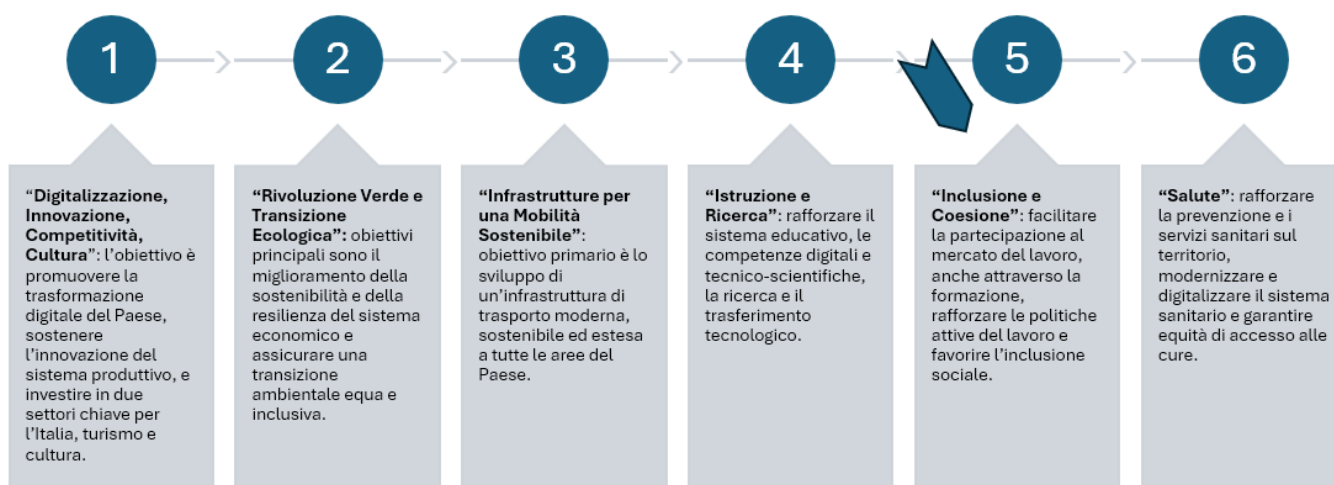 1
2
3
4
5
6
“Digitalizzazione,
Innovazione,
Competitività,
Cultura”: l’obiettivo è
promuovere la
trasformazione
digitale del Paese,
sostenere
l’innovazione del
sistema produttivo, e
investire in due
settori chiave per
l’Italia, turismo e
cultura.
“Rivoluzione Verde e
Transizione
Ecologica”: obiettivi
principali sono il
miglioramento della
sostenibilità e della
resilienza del sistema
economico e
assicurare una
transizione
ambientale equa e
inclusiva.
“Infrastrutture per
una Mobilità
Sostenibile”:
obiettivo primario è lo
sviluppo di
un’infrastruttura di
trasporto moderna,
sostenibile ed estesa
a tutte le aree del
Paese.
“Istruzione e
Ricerca”: rafforzare il
sistema educativo, le
competenze digitali e
tecnico-scientifiche,
la ricerca e il
trasferimento
tecnologico.
“Inclusione e
Coesione”: facilitare
la partecipazione al
mercato del lavoro,
anche attraverso la
formazione,
rafforzare le politiche
attive del lavoro e
favorire l’inclusione
sociale.
“Salute”: rafforzare
la prevenzione e i
servizi sanitari sul
territorio,
modernizzare e
digitalizzare il sistema
sanitario e garantire
equità di accesso alle
cure.